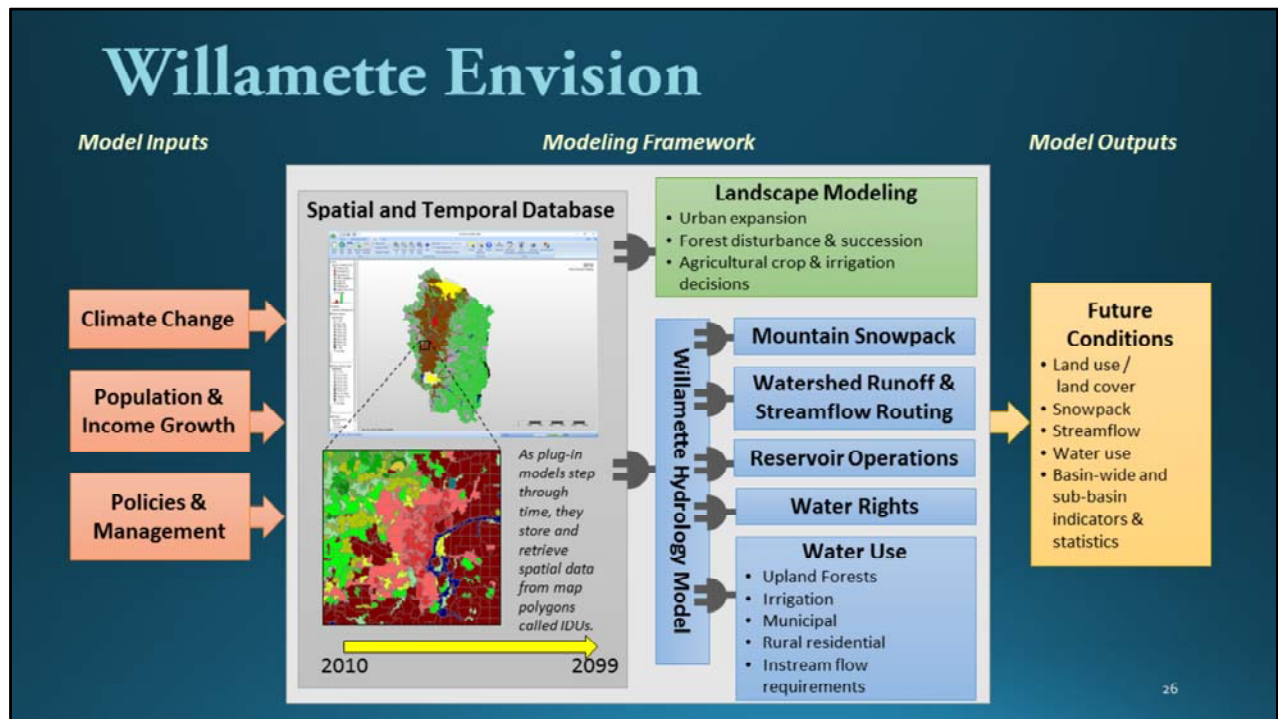 Willamette Envision
Model Inputs
Modeling Framework
Model Outputs
Climate Change
Population &
Income Growth
Policies &
Management
Spatial and Temporal Database
As plug-in
models step
through
time, they
store and
retrieve
spatial data
from map
polygons
called IDUs.
2010
2099
Landscape Modeling
• Urban expansion
• Forest disturbance & succession
• Agricultural crop & irrigation
decisions
Willamette Hydrology Model
Mountain Snowpack
Watershed Runoff &
Streamflow Routing
Reservoir Operations
Water Rights
Water Use
• Upland Forests
• Irrigation
• Municipal
• Rural residential
• Instream flow
requirements
Future
Conditions
• Land use /
land cover
• Snowpack
• Streamflow
• Water use
• Basin-wide and
sub-basin
indicators &
statistics
26